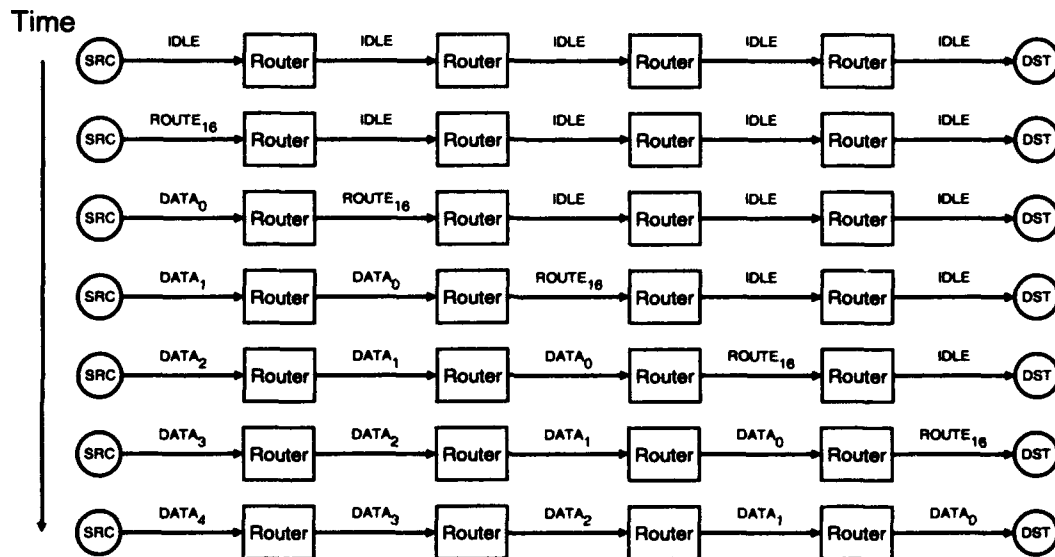 Time
IDLE IDLE IDLE IDLE IDLE
SRC Router Router Router Router DST
ROUTE16 IDLE IDLE IDLE IDLE
SRC Router Router Router Router DST
DATA0 ROUTE16 IDLE IDLE IDLE
SRC Router Router Router Router DST
DATA1 DATA0 ROUTE16 IDLE IDLE
SRC Router Router Router Router DST
DATA2 DATA1 DATA0 ROUTE16 IDLE
SRC Router Router Router Router DST
DATA3 DATA2 DATA1 DATA0 ROUTE16
SRC Router Router Router Router DST
DATA4 DATA3 DATA2 DATA1 DATA0
SRC Router Router Router Router DST